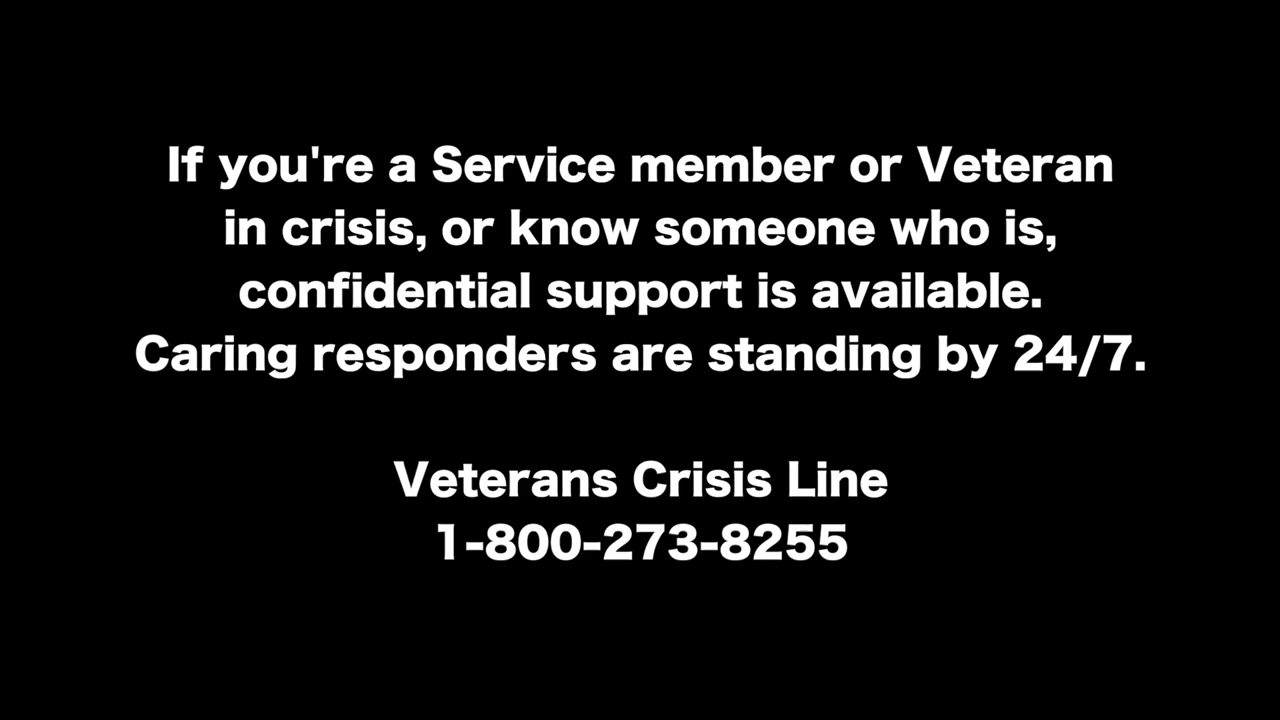 If you're a Service member or Veteran
in crisis, or know someone who is,
confidential support is available.
Caring responders are standing by 24/7.
Veterans Crisis Line
1-800-273-8255